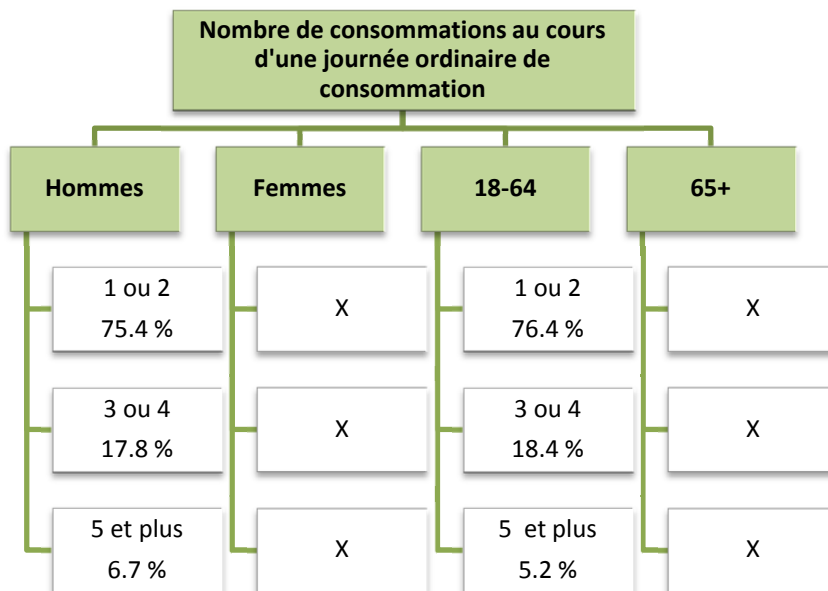 Nombre de consommations au cours
d'une journée ordinaire de
consommation
Hommes
Femmes
18-64
65+
1 ou 2
75.4 %
X
1 ou 2
76.4 %
X
3 ou 4
17.8 %
X
3 ou 4
18.4 %
X
5 et plus
6.7 %
X
5 et plus
5.2 %
X